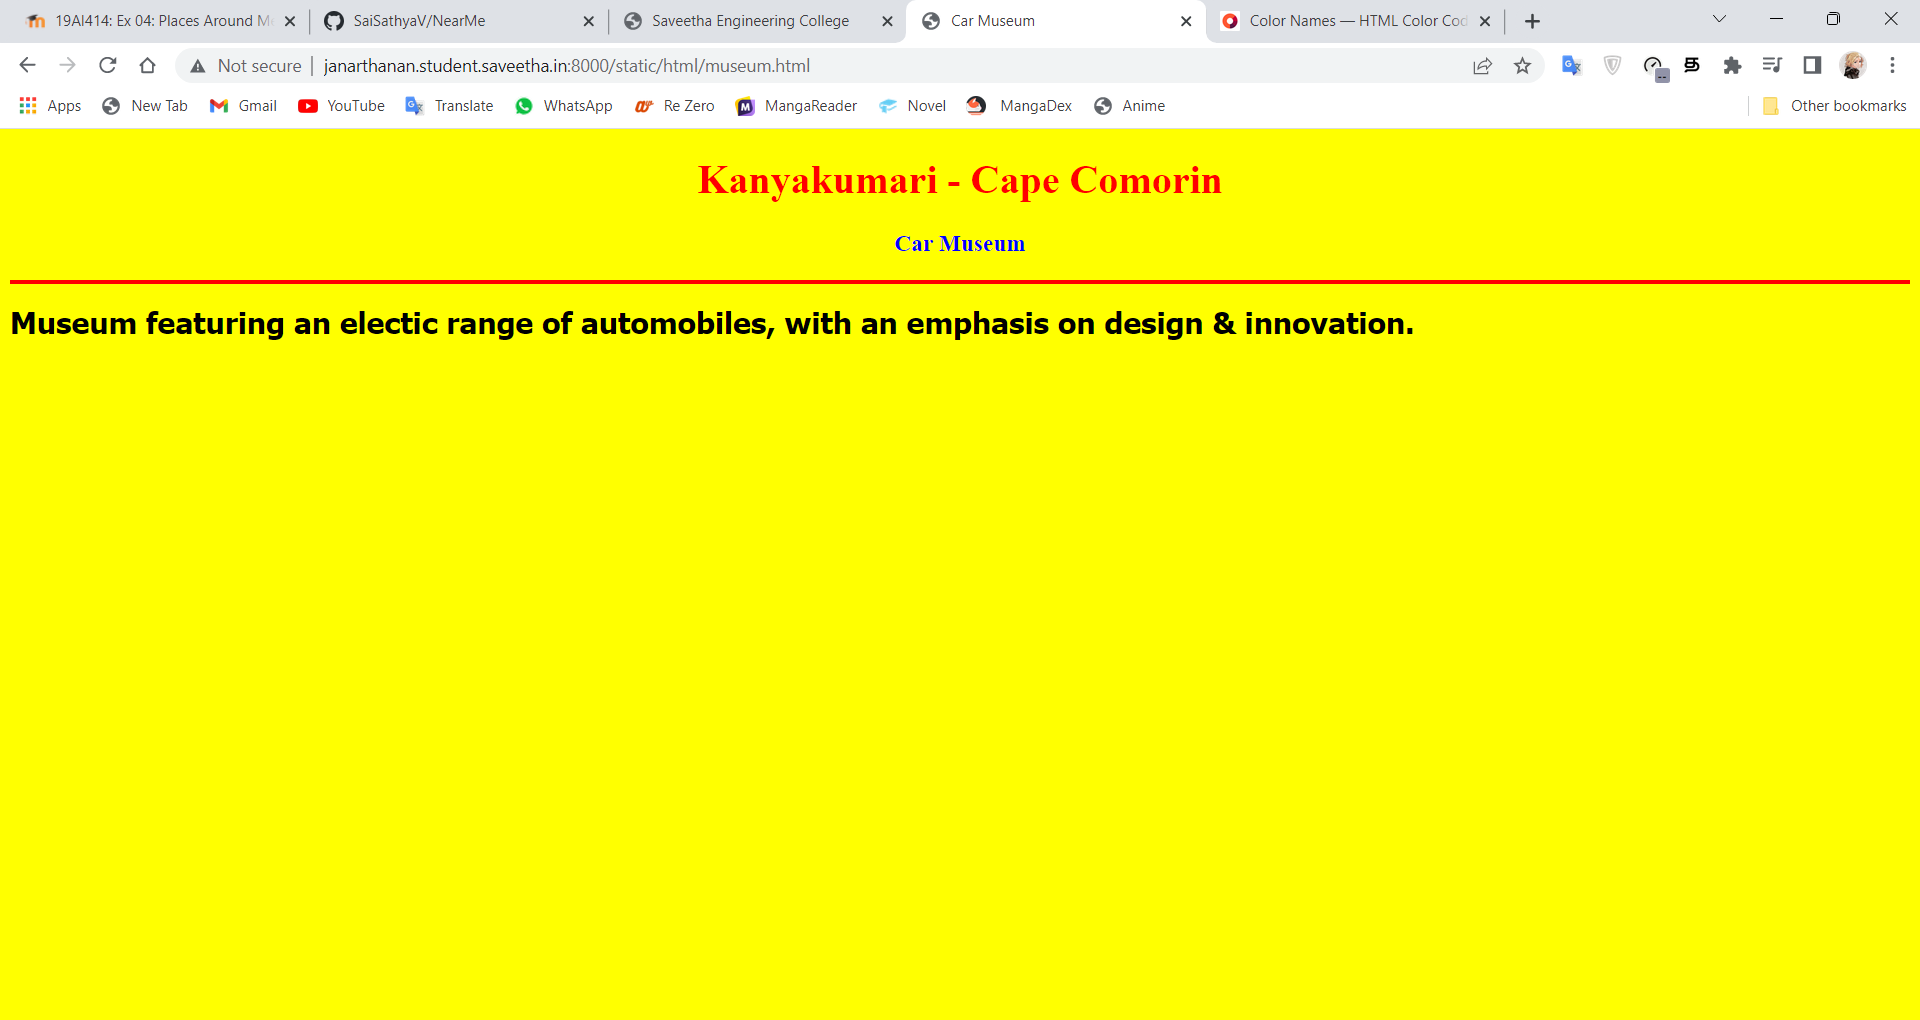 19AI414: Ex 04: Places Around M
SaiSathyaV/NearMe
Saveetha Engineering College
Car Museum
Color Names — HTML Color Cod
Not secure
janarthanan.student.saveetha.in:8000/static/html/museum.html
Apps
New Tab
Gmail
YouTube
Translate
WhatsApp
Re Zero
MangaReader
Novel
MangaDex
Anime
Other bookmarks
Kanyakumari - Cape Comorin
Car Museum
Museum featuring an electic range of automobiles, with an emphasis on design & innovation.